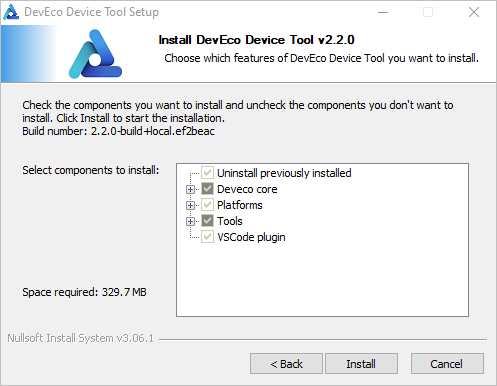 DevEco Device Tool Setup
Install DevEco Device Tool v2.2.0
Choose which features of DevEco Device Tool you want to install.
Check the components you want to install and uncheck the components you don't want to
install. Click Install to start the installation.
Build number: 2.2.0-build+local.ef2beac
Select components to install:
Uninstall previously installed
Deveco core
Platforms
Tools
VSCode plugin
Space required: 329.7 MB
Nullsoft Install System v3.06.1
< Back
Install
Cancel